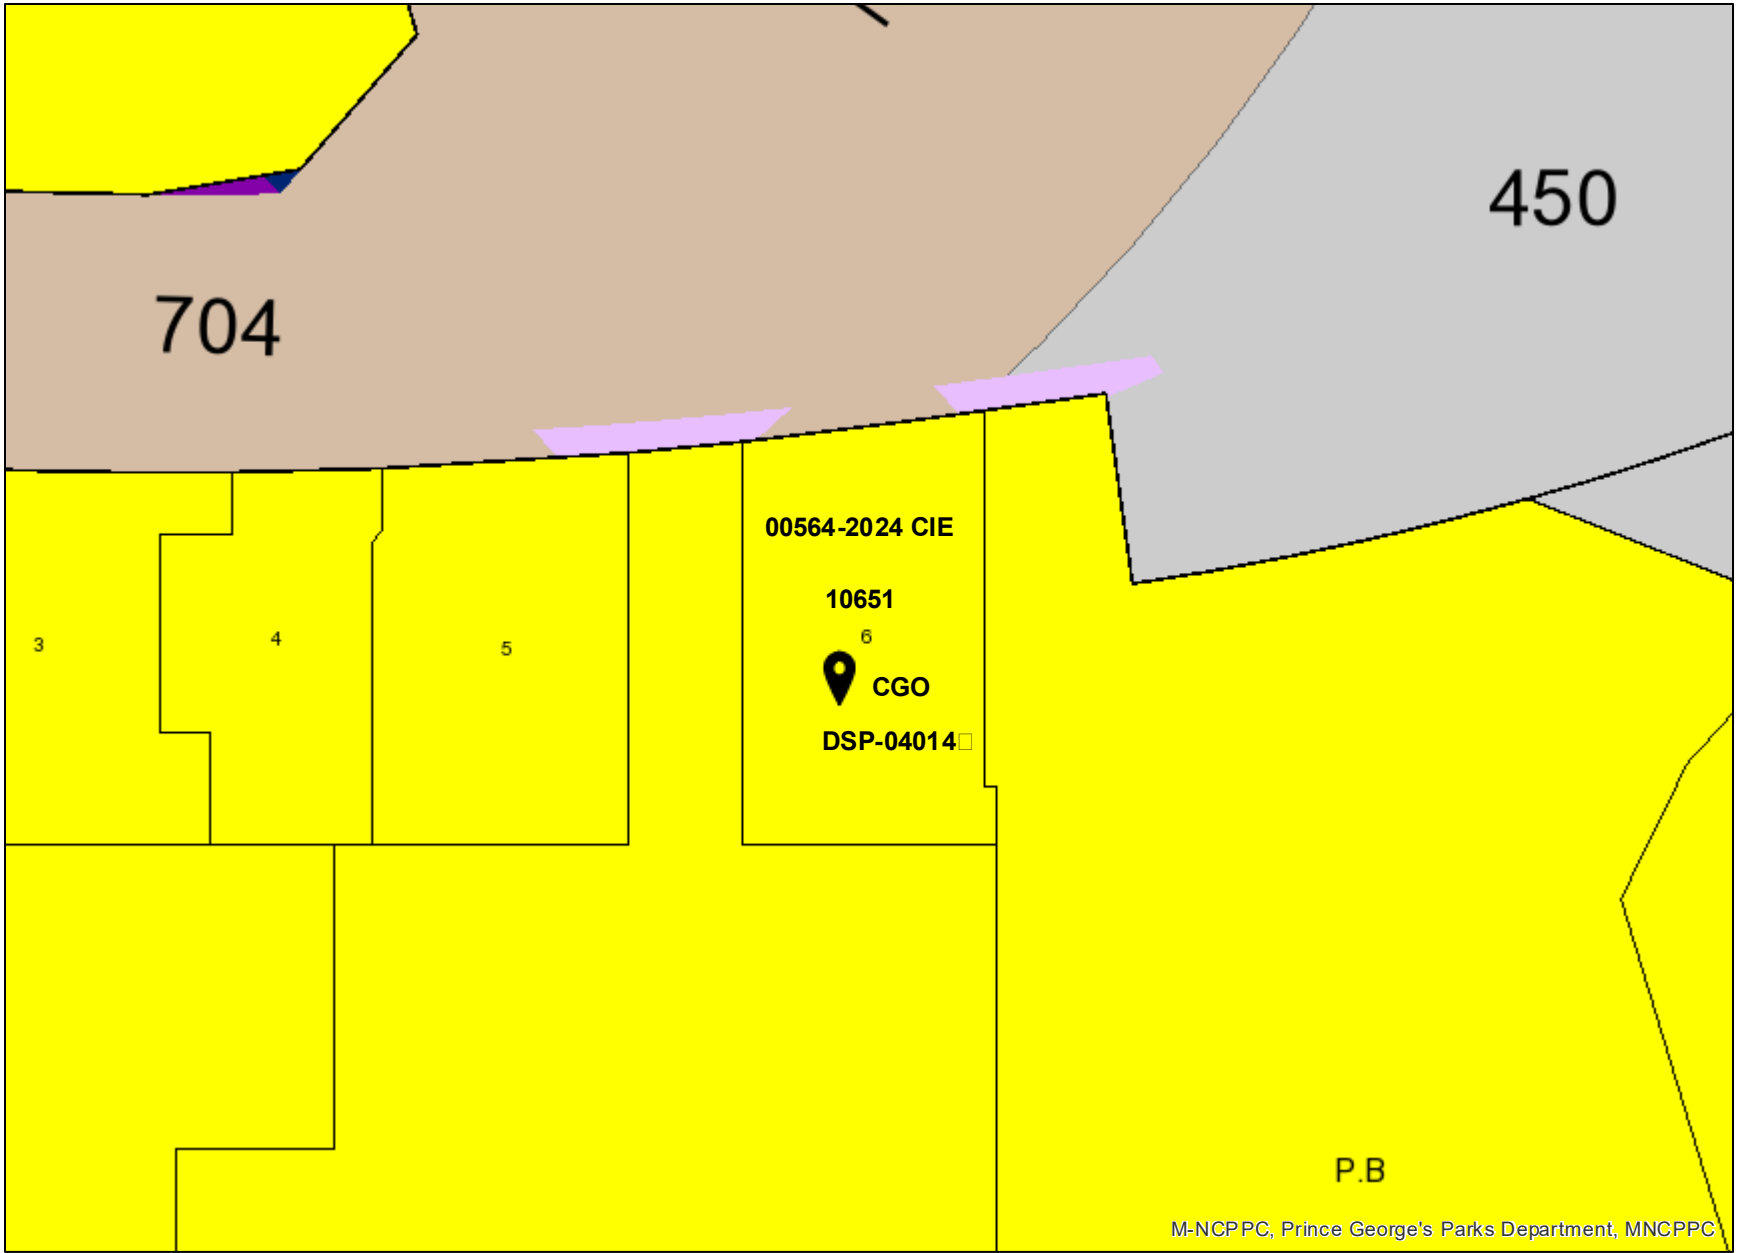 450
704
00564-2024 CIE
10651
3
4
5
6
CGO
DSP-04014
P.B
M-NCPPC, Prince George's Parks Department, MNCPPC